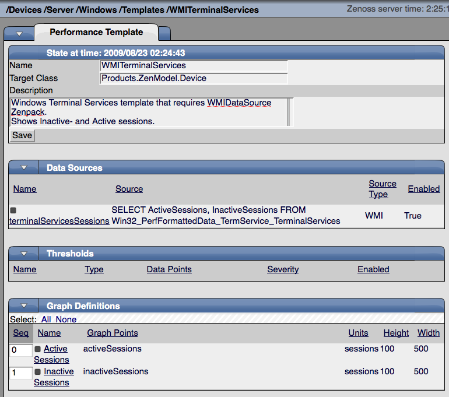 /Devices /Server /Windows /Templates /WMITerminalServices
Zenoss server time: 2:25:1
Performance Template
State at time: 2009/08/23 02:24:43
Name WMITerminalServices
Target Class Products.ZenModel.Device
Description
Windows Terminal Services template that requires WMIDataSource
Zenpack.
Shows Inactive- and Active sessions.
Save
Data Sources
Name Source Source Type Enabled
terminalServicesSessions SELECT ActiveSessions, InactiveSessions FROM
Win32_PerfFormattedData_TermService_TerminalServices WMI True
Thresholds
Name Type Data Points Severity Enabled
Graph Definitions
Select: All None
Seq Name Graph Points Units Height Width
0 Active Sessions activeSessions sessions 100 500
1 Inactive Sessions inactiveSessions sessions 100 500